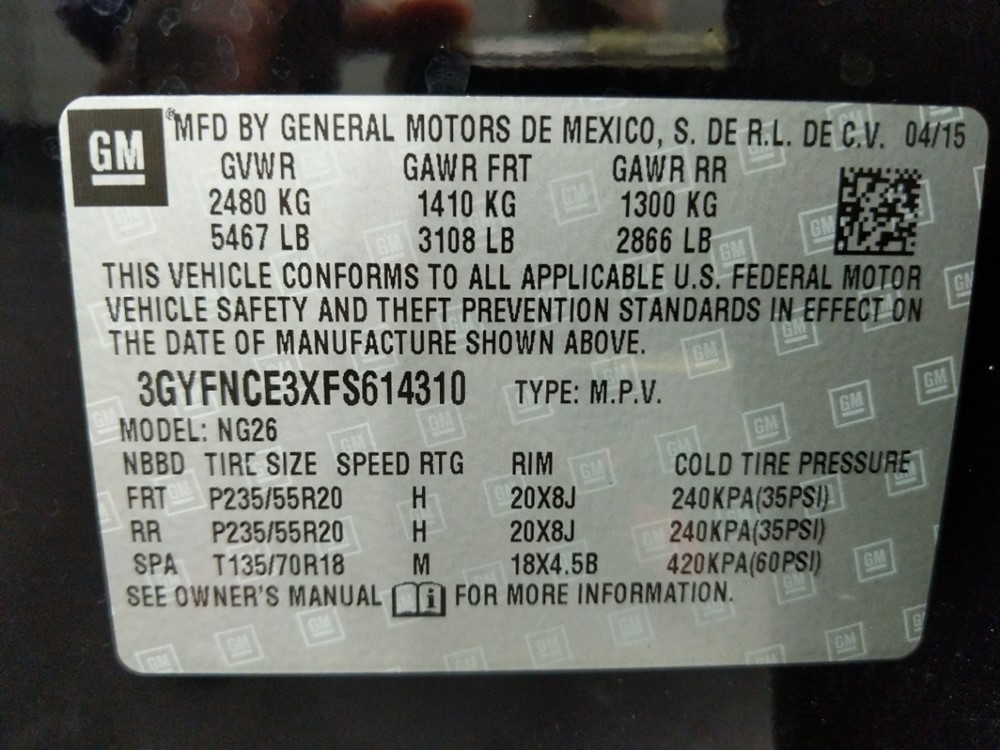 GM
® MFD BY GENERAL MOTORS DE MEXICO, S. DE R.L. DE C.V. 04/15
GVWR GAWR FRT GAWR RR
2480 KG 1410 KG 1300 KG
5467 LB 3108 LB 2866 LB
THIS VEHICLE CONFORMS TO ALL APPLICABLE U.S. FEDERAL MOTOR
VEHICLE SAFETY AND THEFT PREVENTION STANDARDS IN EFFECT ON
THE DATE OF MANUFACTURE SHOWN ABOVE.
3GYFNCE3XFS614310 TYPE: M.P.V.
MODEL: NG26
NBBD TIRE SIZE SPEED RTG RIM COLD TIRE PRESSURE
FRT P235/55R20 H 20X8J 240KPA(35PSI)
RR P235/55R20 H 20X8J 240KPA(35PSI)
SPA T135/70R18 M 18X4.5B 420KPA(60PSI)
SEE OWNER'S MANUAL i FOR MORE INFORMATION.